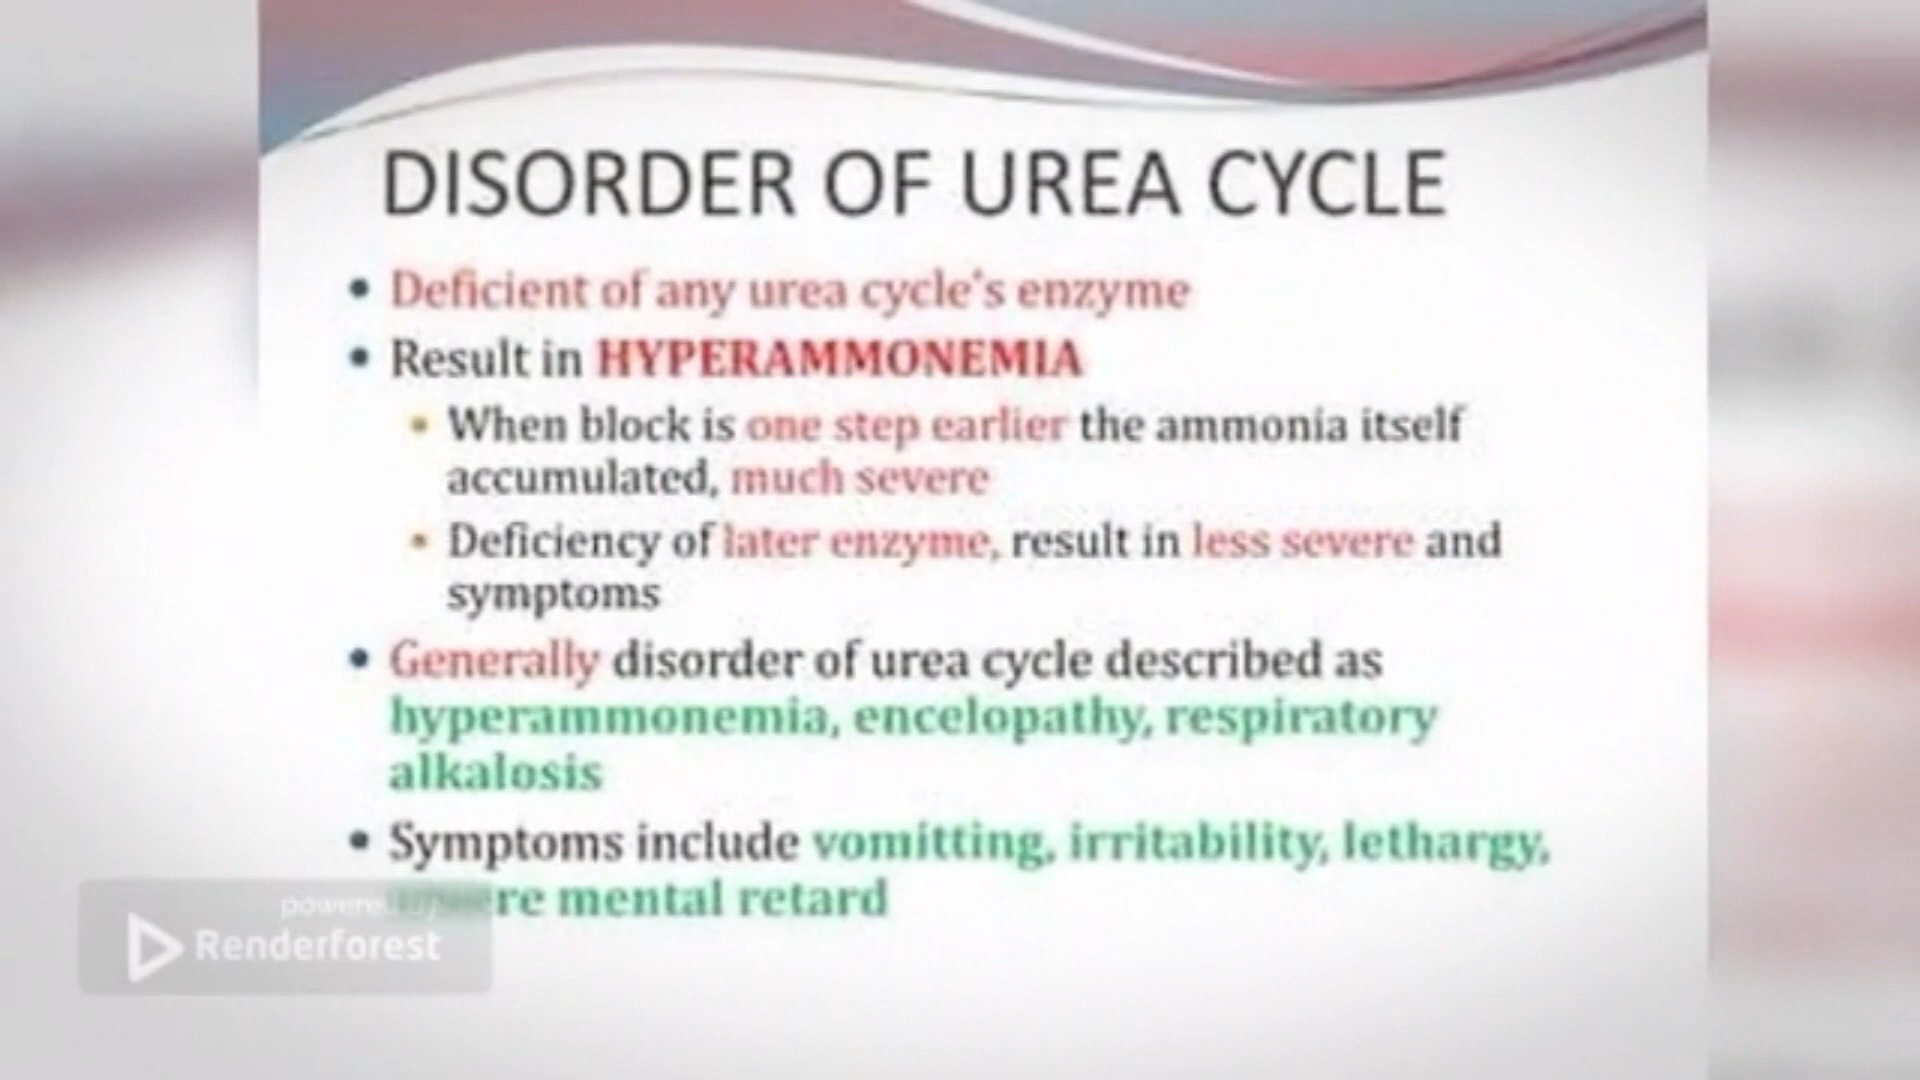 DISORDER OF UREA CYCLE
• Deficient of any urea cycle's enzyme
• Result in HYPERAMMONEMIA
• When block is one step earlier the ammonia itself
accumulated, much severe
• Deficiency of later enzyme, result in less severe and
symptoms
• Generally disorder of urea cycle described as
hyperammonemia, encelopathy, respiratory
alkalosis
• Symptoms include vomitting, irritability, lethargy,
mental retard
powered by
Renderforest